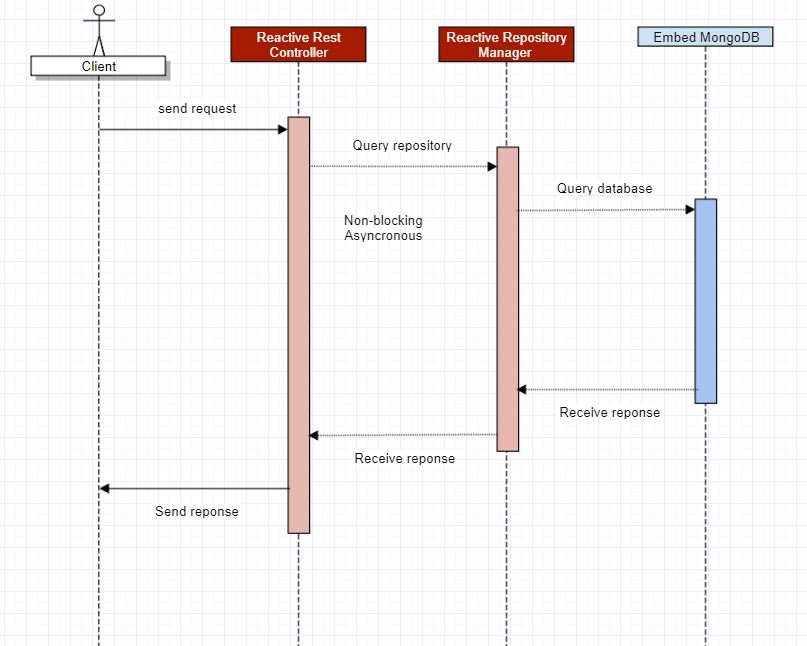 Reactive Rest
Controller
Reactive Repository
Manager
Embed MongoDB
Client
send request
Query repository
Query database
Non-blocking
Asyncronous
Receive reponse
Receive reponse
Send reponse